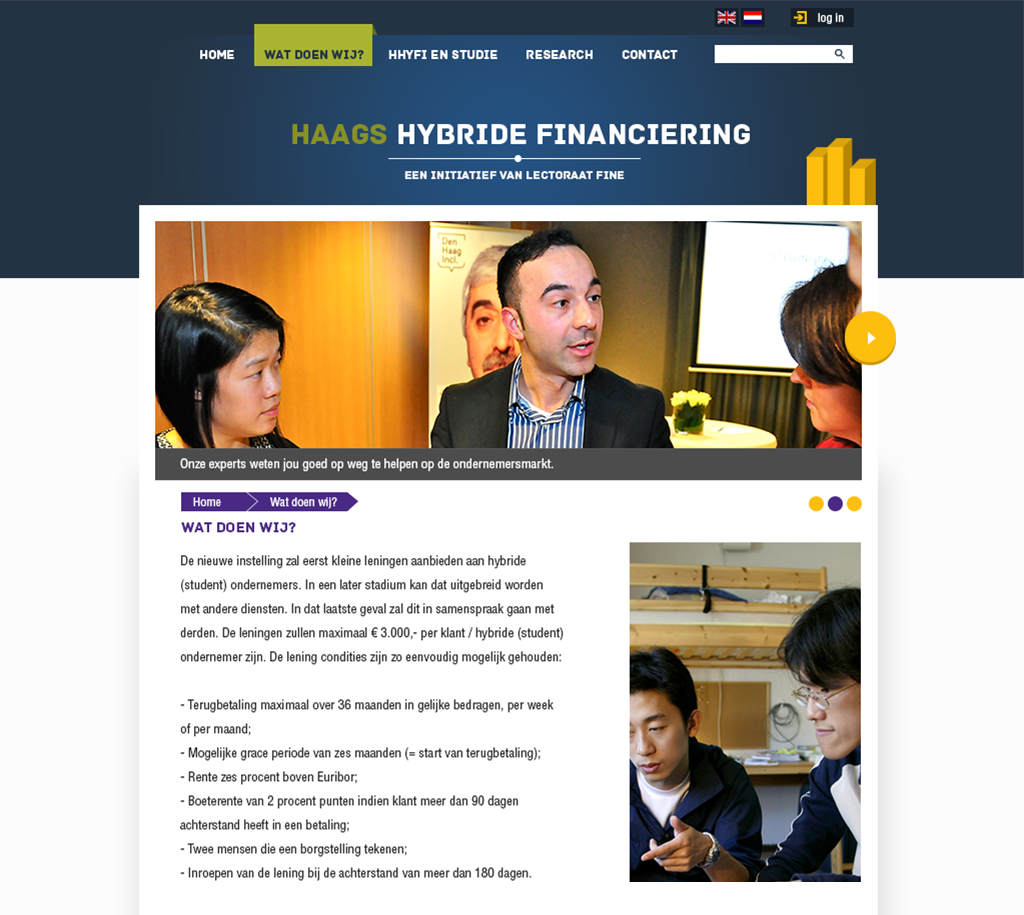 log in
HOME
WAT DOEN WIJ?
HHYFI EN STUDIE
RESEARCH
CONTACT
HAAGS HYBRIDE FINANCIERING
EEN INITIATIEF VAN LECTORAAT FINE
Den
Haag
Incl.
Onze experts weten jou goed op weg te helpen op de ondernemersmarkt.
Home
Wat doen wij?
WAT DOEN WIJ?
De nieuwe instelling zal eerst kleine leningen aanbieden aan hybride
(student) ondernemers. In een later stadium kan dat uitgebreid worden
met andere diensten. In dat laatste geval zal dit in samenspraak gaan met
derden. De leningen zullen maximaal € 3.000,- per klant / hybride (student)
ondernemer zijn. De lening condities zijn zo eenvoudig mogelijk gehouden:
- Terugbetaling maximaal over 36 maanden in gelijke bedragen, per week
of per maand;
- Mogelijke grace periode van zes maanden (= start van terugbetaling);
- Rente zes procent boven Euribor;
- Boeterente van 2 procent punten indien klant meer dan 90 dagen
achterstand heeft in een betaling;
- Twee mensen die een borgstelling tekenen;
- Inroepen van de lening bij de achterstand van meer dan 180 dagen.